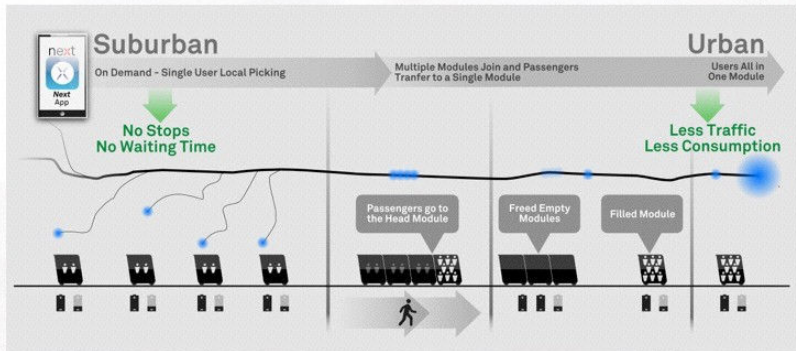 next
Next
App
Suburban
On Demand - Single User Local Picking
Multiple Modules Join and Passengers
Tranfer to a Single Module
Urban
Users All in
One Module
No Stops
No Waiting Time
Less Traffic
Less Consumption
Passengers go to
the Head Module
Freed Empty
Modules
Filled Module